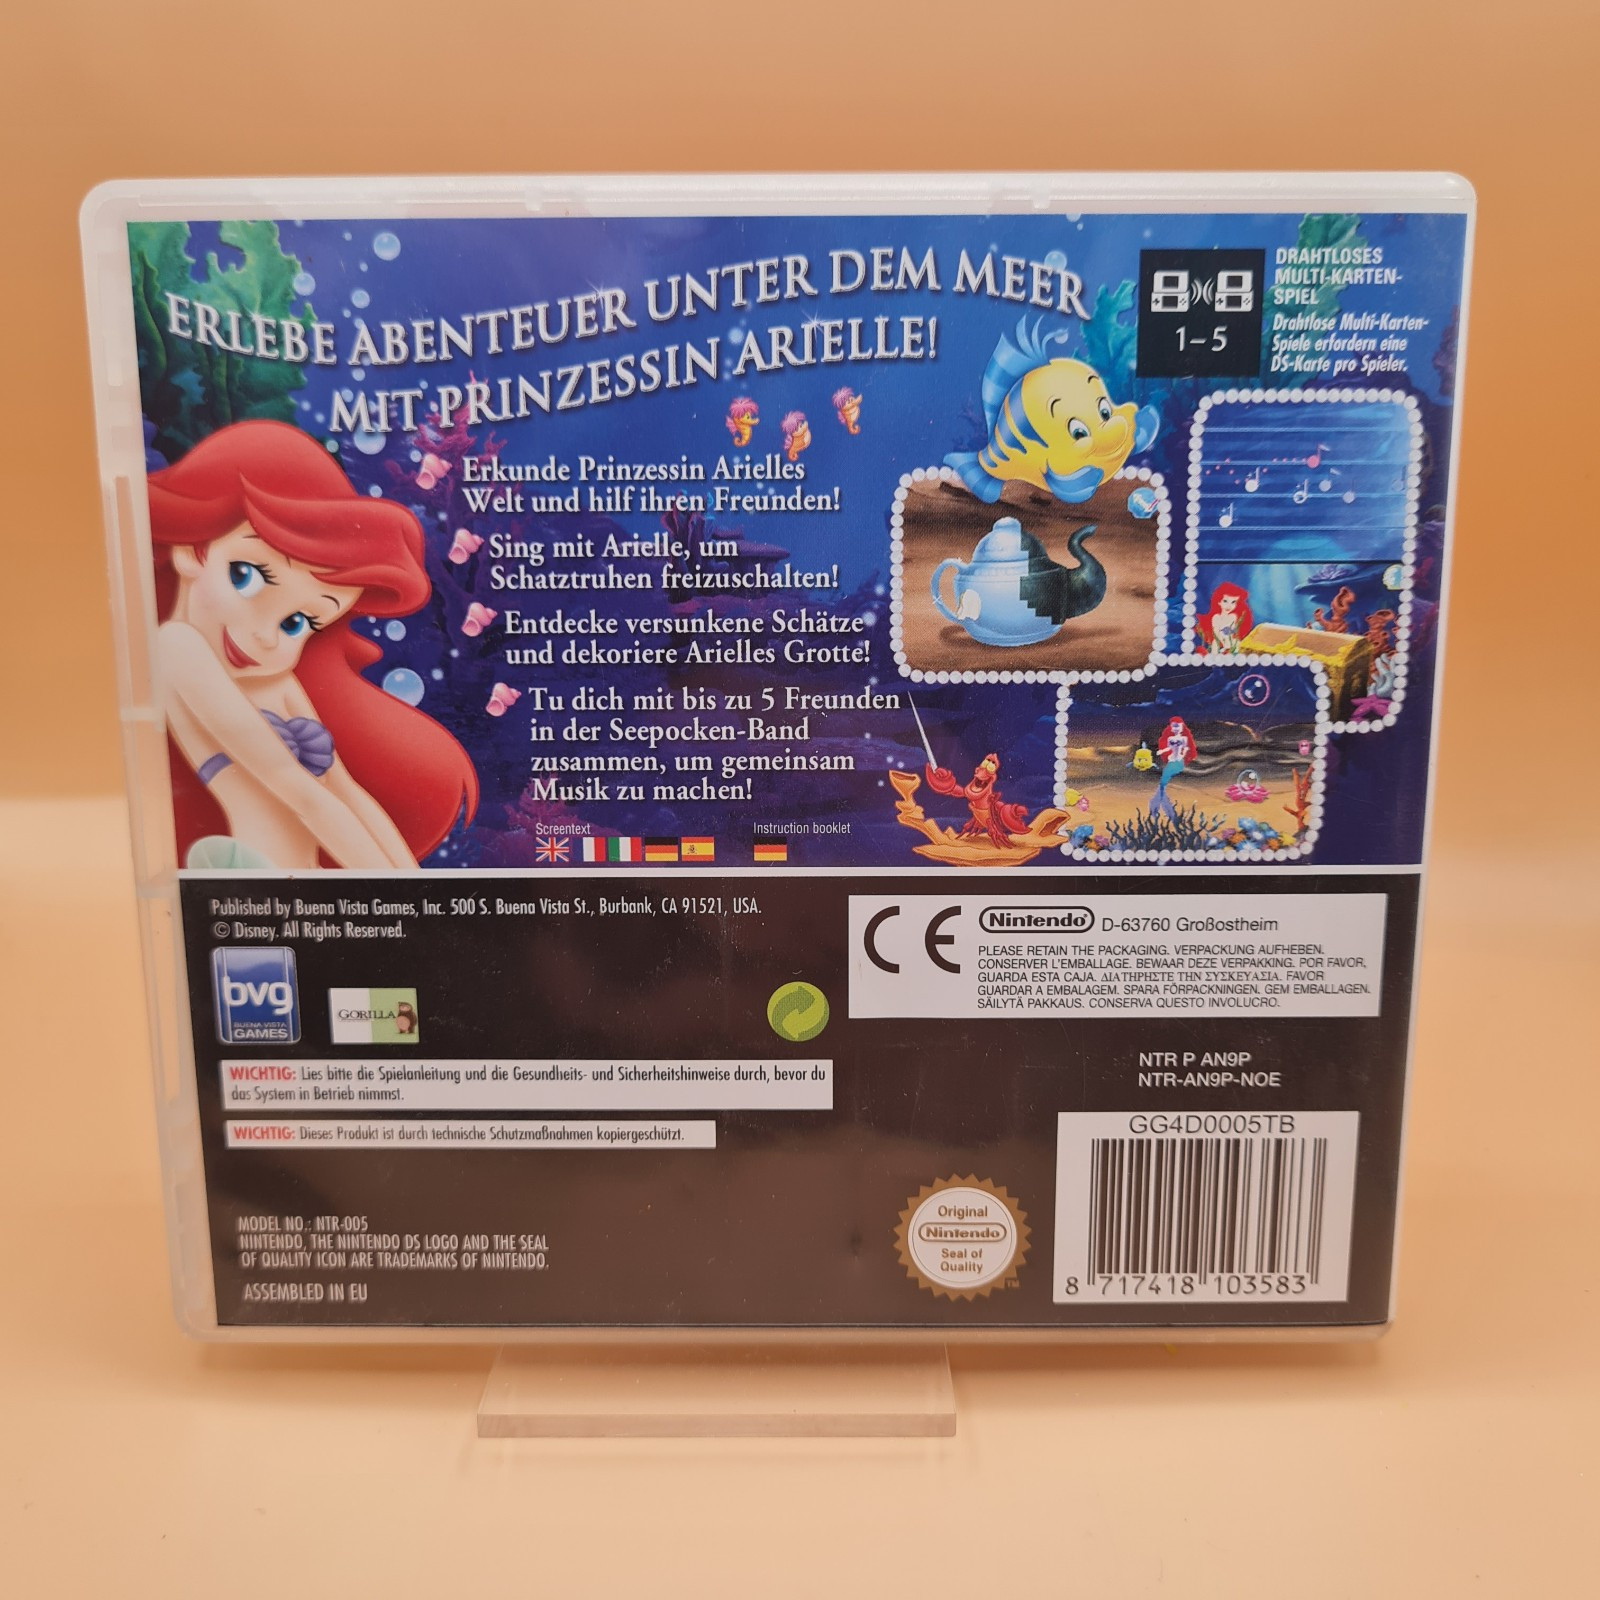 ERLEBE ABENTEUER UNTER DEM MEER
MIT PRINZESSIN ARIELLE!
DRAHTLOSES
MULTI-KARTEN-
SPIEL
1-5
Drahtlose Multi-Karten-
Spiele erfordern eine
DS-Karte pro Spieler.
Erkunde Prinzessin Arielles
Welt und hilf ihren Freunden!
Sing mit Arielle, um
Schatztruhen freizuschalten!
Entdecke versunkene Schätze
und dekoriere Arielles Grotte!
Tu dich mit bis zu 5 Freunden
in der Seepocken-Band
zusammen, um gemeinsam
Musik zu machen!
Screentext
Instruction booklet
Published by Buena Vista Games, Inc. 500 S. Buena Vista St., Burbank, CA 91521, USA.
© Disney. All Rights Reserved.
bvg
BUENA VISTA
GAMES
GORILLA
CE
Nintendo® D-63760 Großostheim
PLEASE RETAIN THE PACKAGING. VERPACKUNG AUFHEBEN.
CONSERVER L'EMBALLAGE. BEWAAR DEZE VERPAKKING. POR FAVOR,
GUARDA ESTA CAJA. ΔΙΑΤΗΡΗΣΤΕ ΤΗΝ ΣΥΣΚΕΥΑΣΙΑ. FAVOR
GUARDAR A EMBALAGEM. SPARA FÖRPACKNINGEN. GEM EMBALLAGEN.
SÄILYTÄ PAKKAUS. CONSERVA QUESTO INVOLUCRO.
WICHTIG: Lies bitte die Spielanleitung und die Gesundheits- und Sicherheitshinweise durch, bevor du
das System in Betrieb nimmst.
WICHTIG: Dieses Produkt ist durch technische Schutzmaßnahmen kopiergeschützt.
NTR P AN9P
NTR-AN9P-NOE
GG4D0005TB
8 717418 103583
MODEL NO.: NTR-005
NINTENDO, THE NINTENDO DS LOGO AND THE SEAL
OF QUALITY ICON ARE TRADEMARKS OF NINTENDO.
ASSEMBLED IN EU
Original
Nintendo
Seal of
Quality
TM